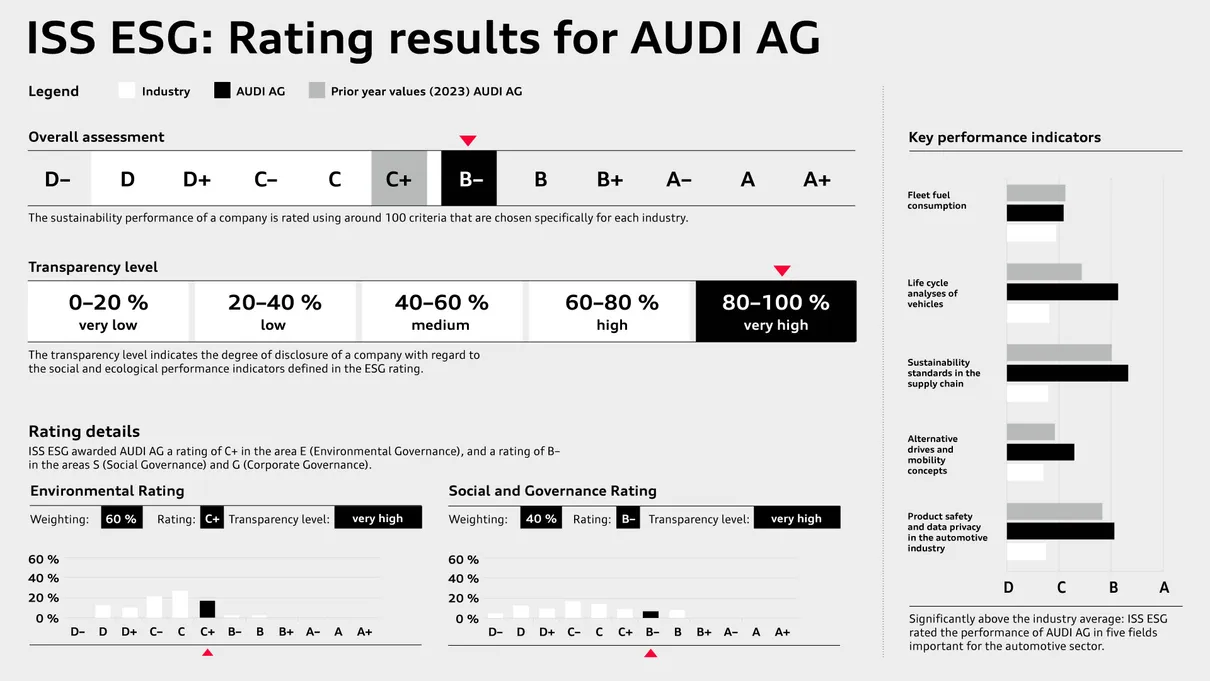 ISS ESG: Rating results for AUDI AG
Legend
Industry
AUDI AG
Prior year values (2023) AUDI AG
Overall assessment
D– D D+ C– C C+ B– B B+ A– A A+
The sustainability performance of a company is rated using around 100 criteria that are chosen specifically for each industry.
Transparency level
0–20 % 20–40 % 40–60 % 60–80 % 80–100 %
very low low medium high very high
The transparency level indicates the degree of disclosure of a company with regard to
the social and ecological performance indicators defined in the ESG rating.
Rating details
ISS ESG awarded AUDI AG a rating of C+ in the area E (Environmental Governance), and a rating of B–
in the areas S (Social Governance) and G (Corporate Governance).
Environmental Rating
Weighting: 60 % Rating: C+ Transparency level: very high
60 %
40 %
20 %
0 %
D– D D+ C– C C+ B– B B+ A– A A+
Social and Governance Rating
Weighting: 40 % Rating: B– Transparency level: very high
60 %
40 %
20 %
0 %
D– D D+ C– C C+ B– B B+ A– A A+
Key performance indicators
Fleet fuel
consumption
Life cycle
analyses of
vehicles
Sustainability
standards in the
supply chain
Alternative
drives and
mobility
concepts
Product safety
and data privacy
in the automotive
industry
D C B A
Significantly above the industry average: ISS ESG
rated the performance of AUDI AG in five fields
important for the automotive sector.